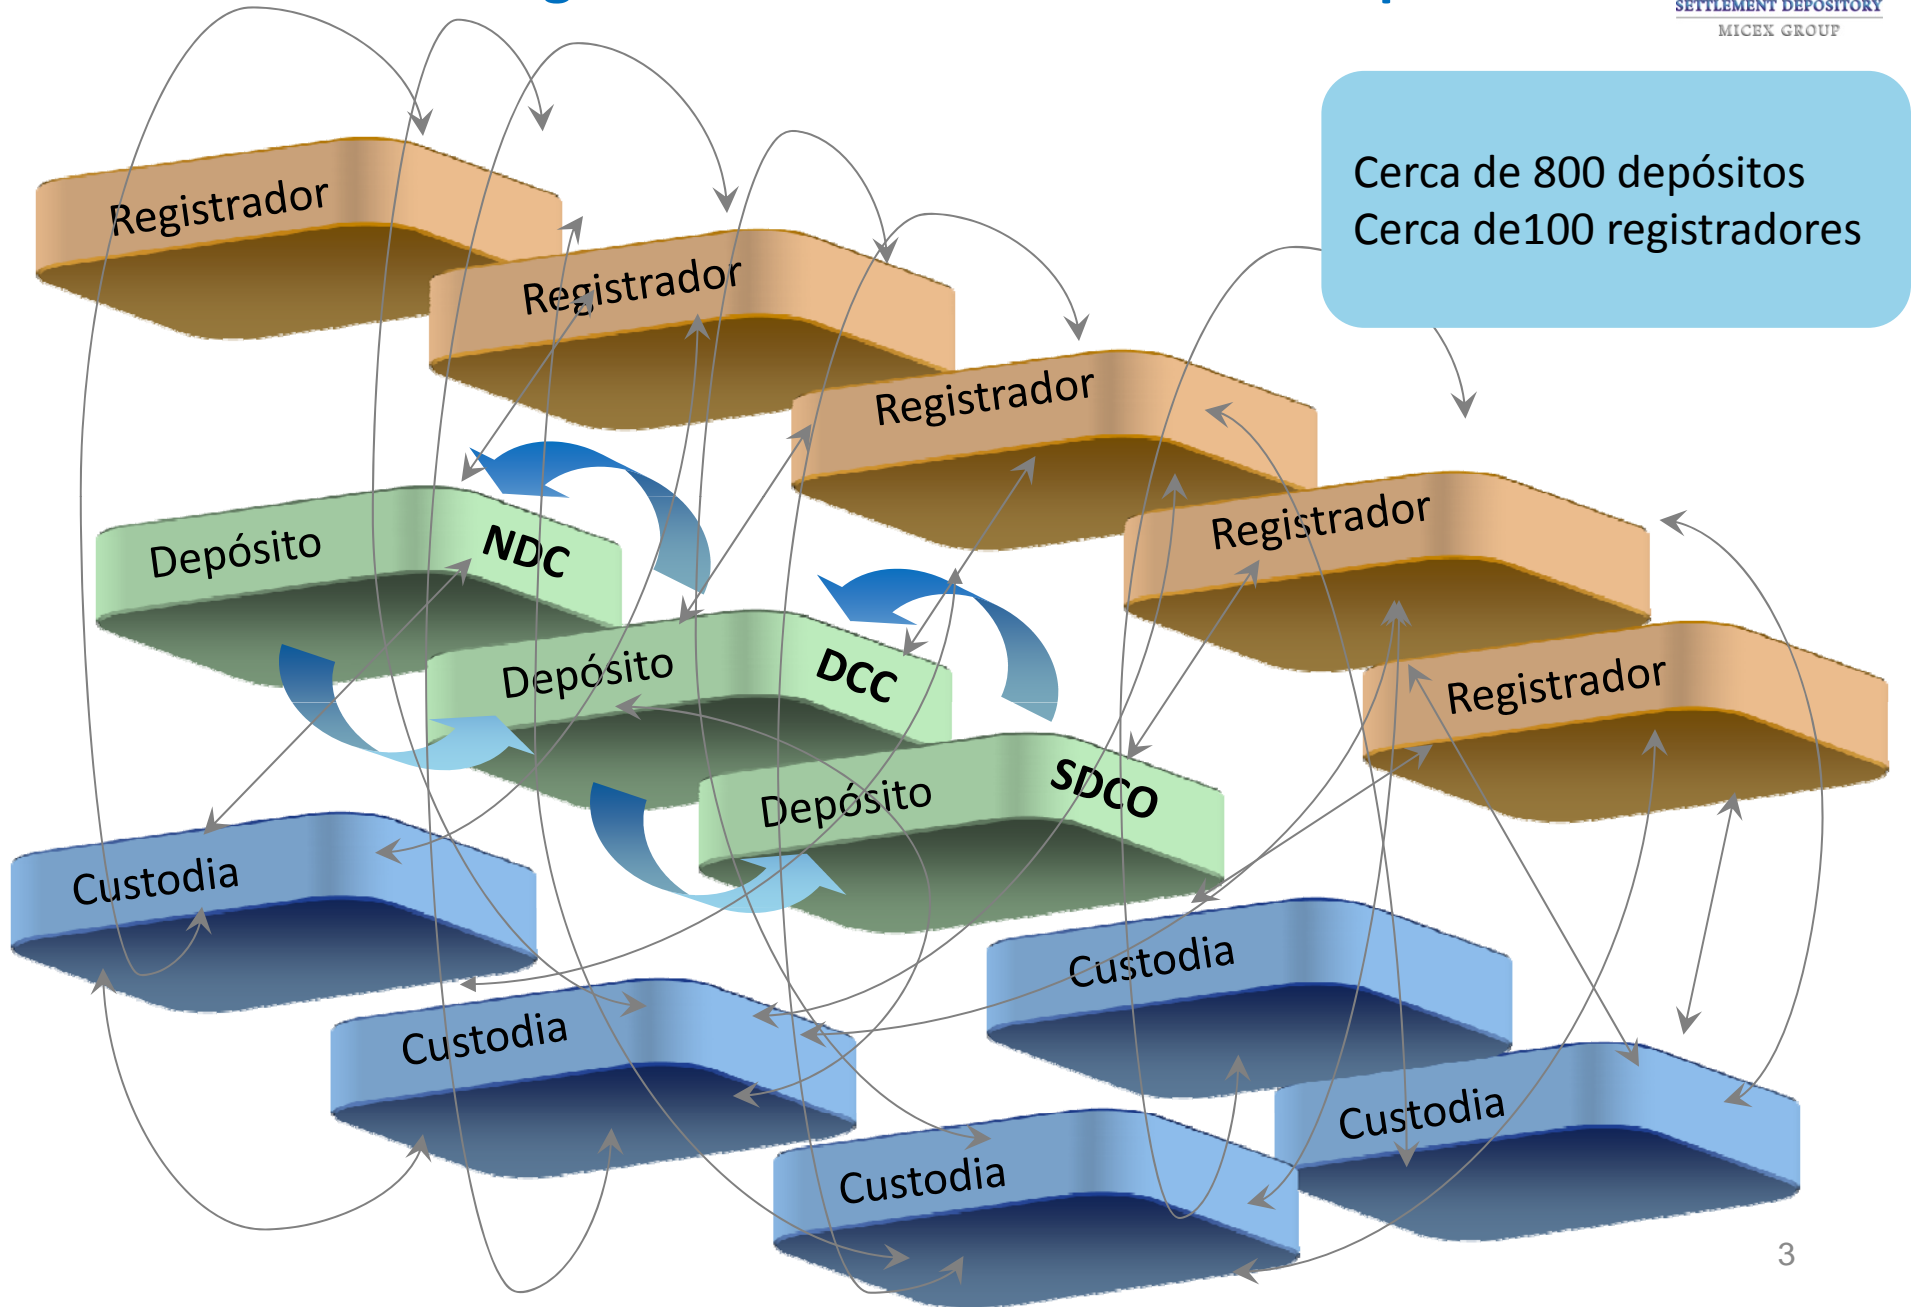 SETTLEMENT DEPOSITORY
MICEX GROUP
Cerca de 800 depósitos
Cerca de100 registradores
Registrador
Registrador
Registrador
Registrador
Registrador
Depósito NDC
Depósito DCC
Depósito SDCO
Custodia
Custodia
Custodia
Custodia
Custodia
3